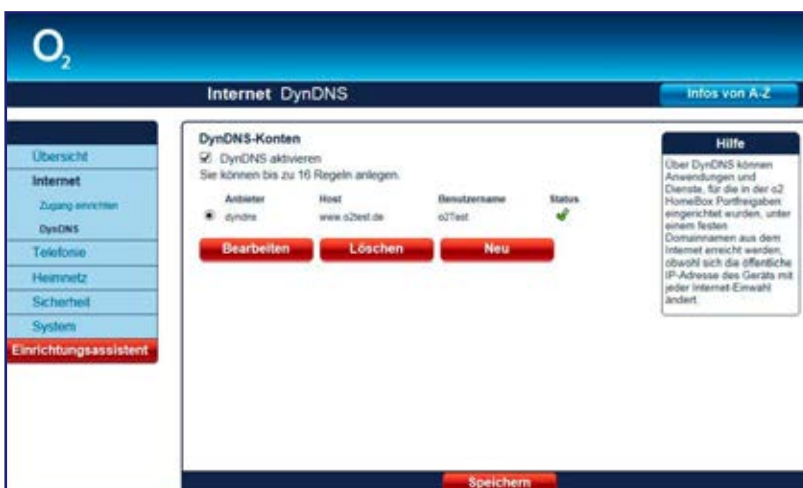 O2
Internet DynDNS
Infos von A-Z
Übersicht
Internet
Zugang einrichten
DynDNS
Telefonie
Heimnetz
Sicherheit
System
Einrichtungsassistent
DynDNS-Konten
DynDNS aktivieren
Sie können bis zu 16 Regeln anlegen.
Anbieter Host Benutzername Status
dyndns www.o2test.de o2Test
Bearbeiten Löschen Neu
Hilfe
Über DynDNS können
Anwendungen und
Dienste, für die in der o2
HomeBox Portfreigaben
eingerichtet wurden, unter
einem festen
Domainnamen aus dem
Internet erreicht werden,
obwohl sich die öffentliche
IP-Adresse des Geräts mit
jeder Internet-Einwahl
ändert.
Speichern